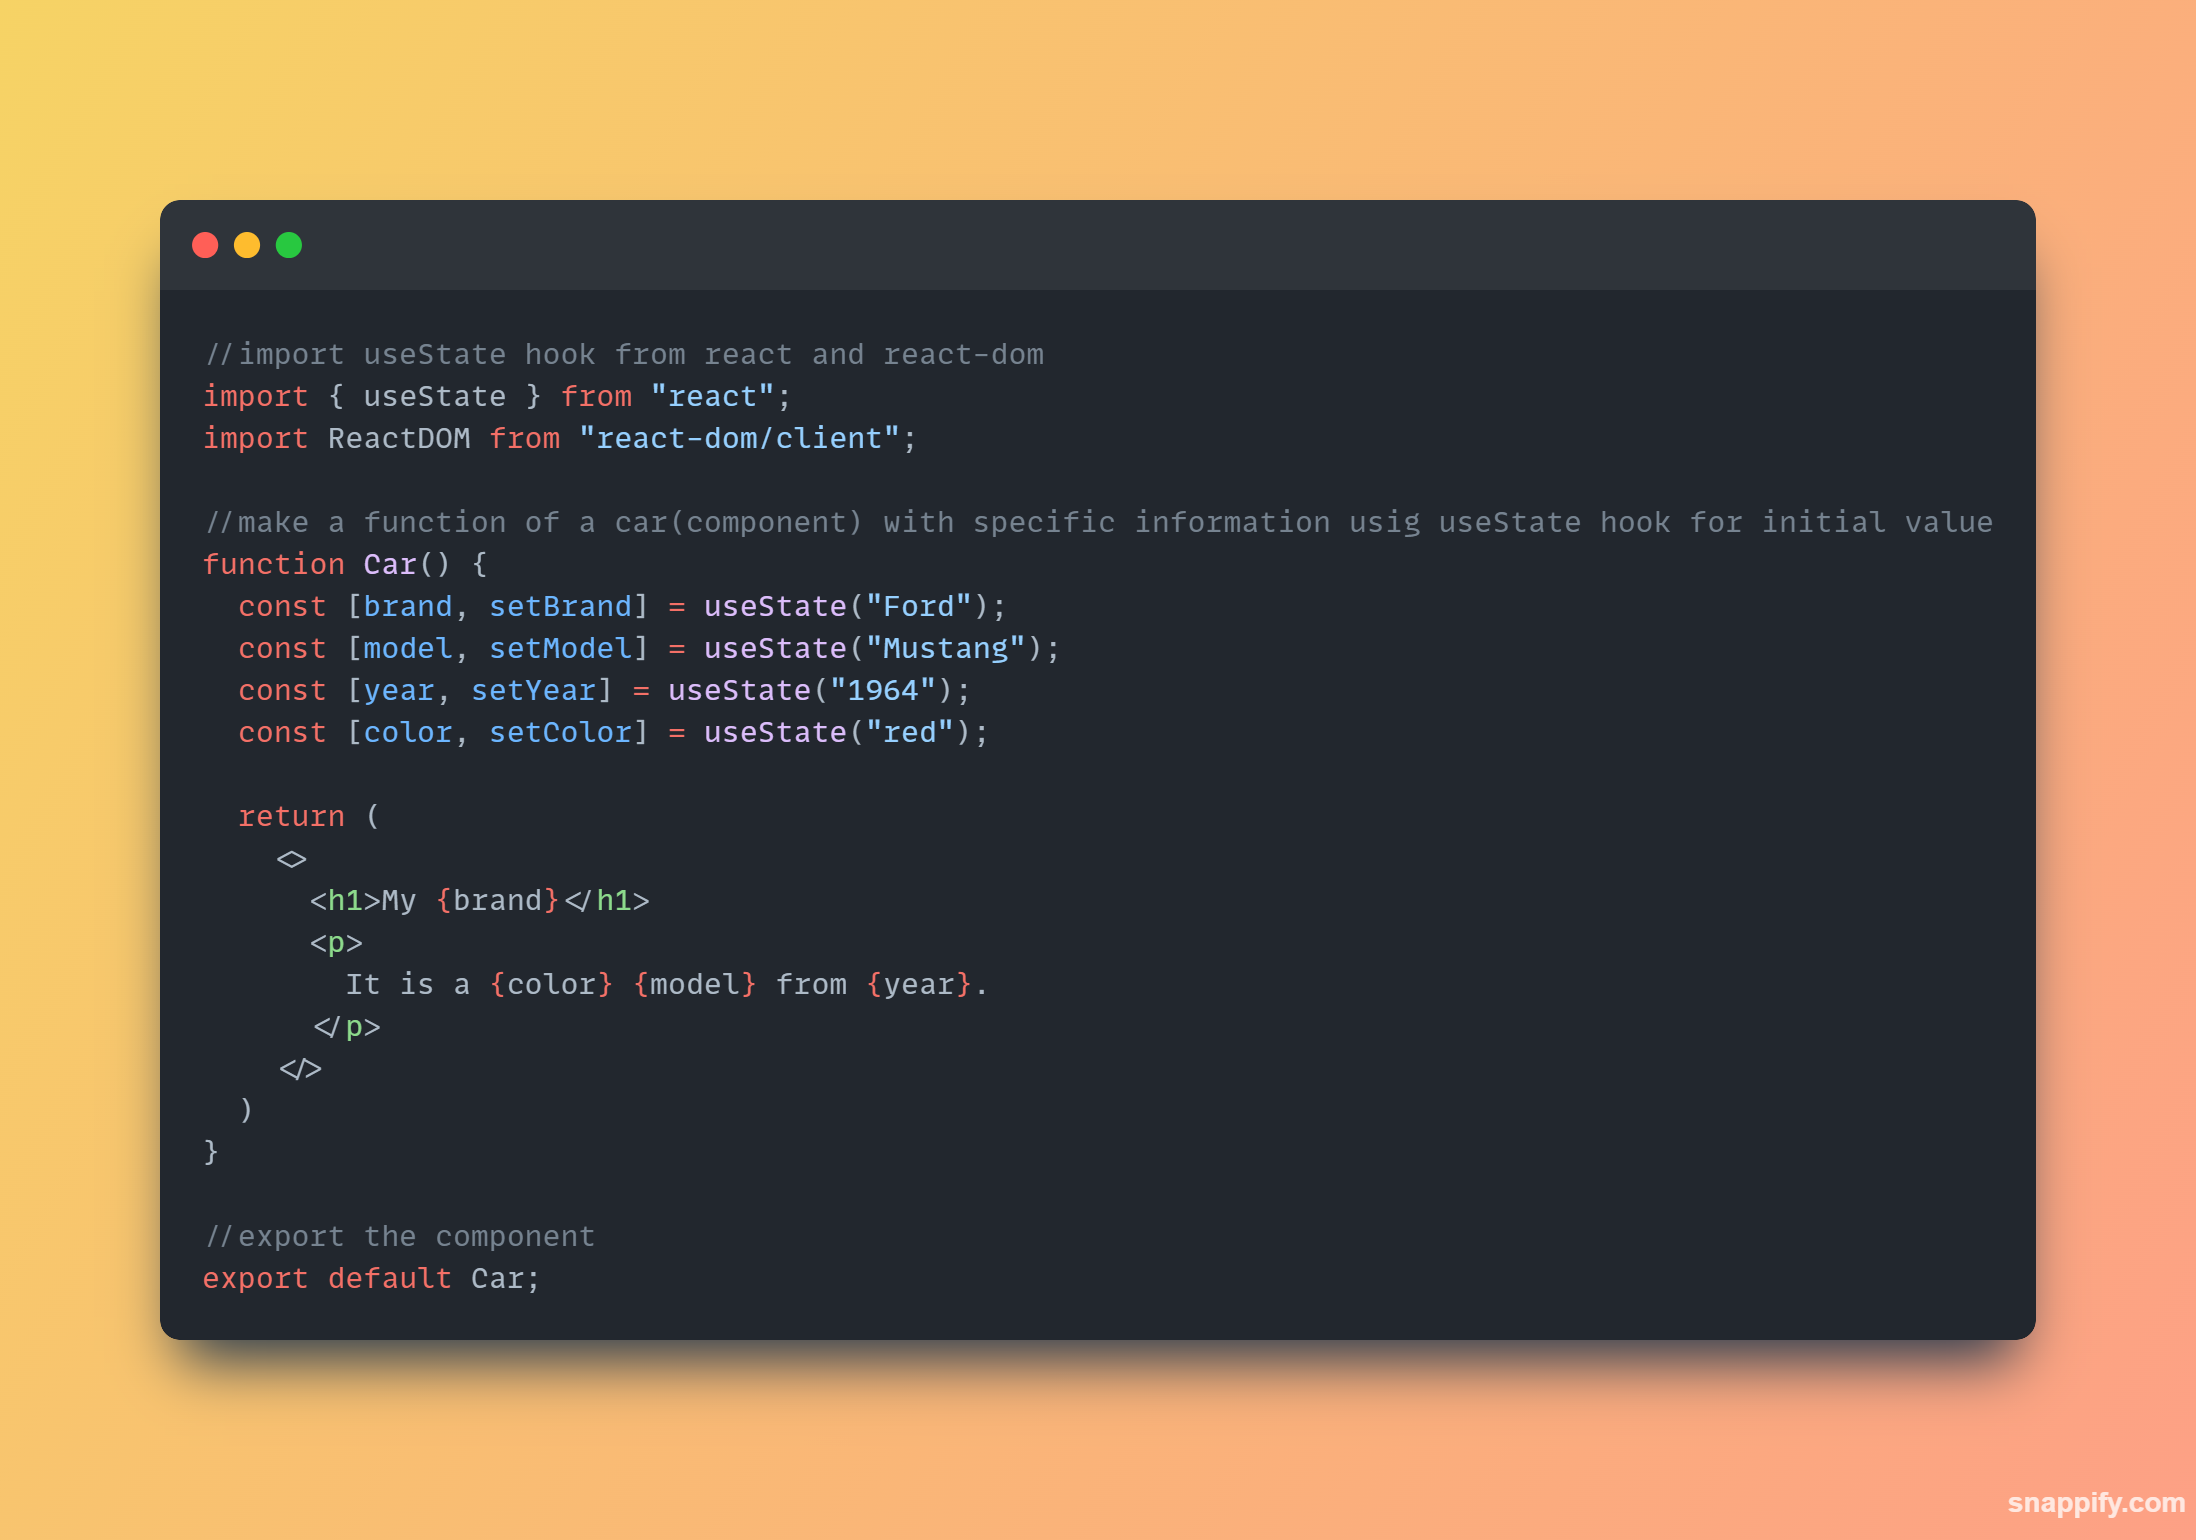 //import useState hook from react and react-dom
import { useState } from "react";
import ReactDOM from "react-dom/client";

//make a function of a car(component) with specific information usig useState hook for initial value
function Car() {
  const [brand, setBrand] = useState("Ford");
  const [model, setModel] = useState("Mustang");
  const [year, setYear] = useState("1964");
  const [color, setColor] = useState("red");

  return (
    <>
      <h1>My {brand}</h1>
      <p>
        It is a {color} {model} from {year}.
      </p>
    </>
  )
}

//export the component
export default Car;
snappify.com